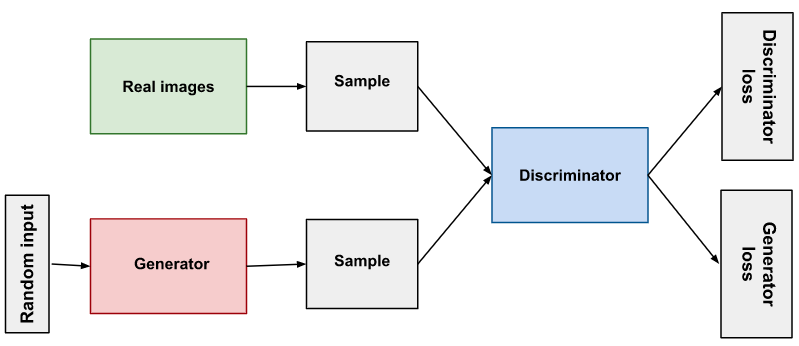 Real images
Sample
Discriminator
loss
Discriminator
Random input
Generator
Sample
Generator
loss